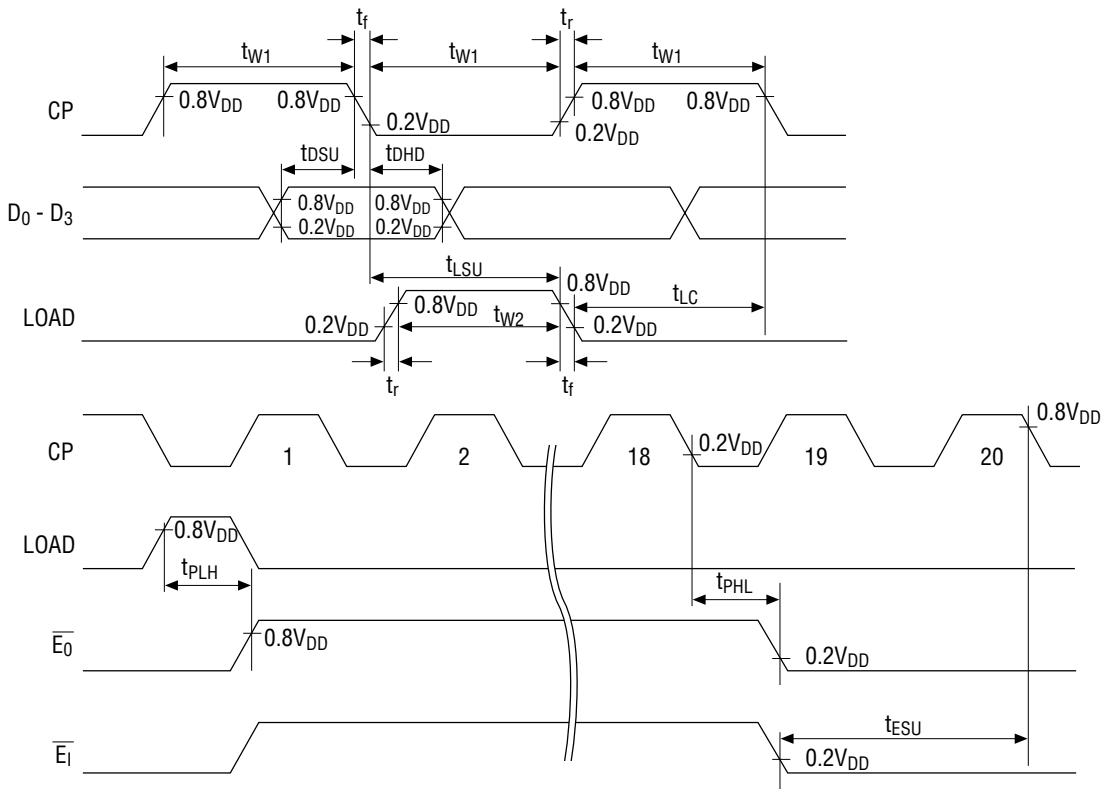 tf tr
tW1 tW1 tW1
CP 0.8VDD 0.8VDD 0.2VDD 0.8VDD 0.8VDD
0.2VDD
tDSU tDHD
D0 - D3 0.8VDD 0.8VDD
0.2VDD 0.2VDD
tLSU
LOAD 0.8VDD 0.8VDD tLC
0.2VDD tW2 0.2VDD
tr tf
CP 1 2 18 0.2VDD 19 20 0.8VDD
LOAD 0.8VDD
tPLH tPHL
E0 0.8VDD 0.2VDD
tESU
EI 0.2VDD